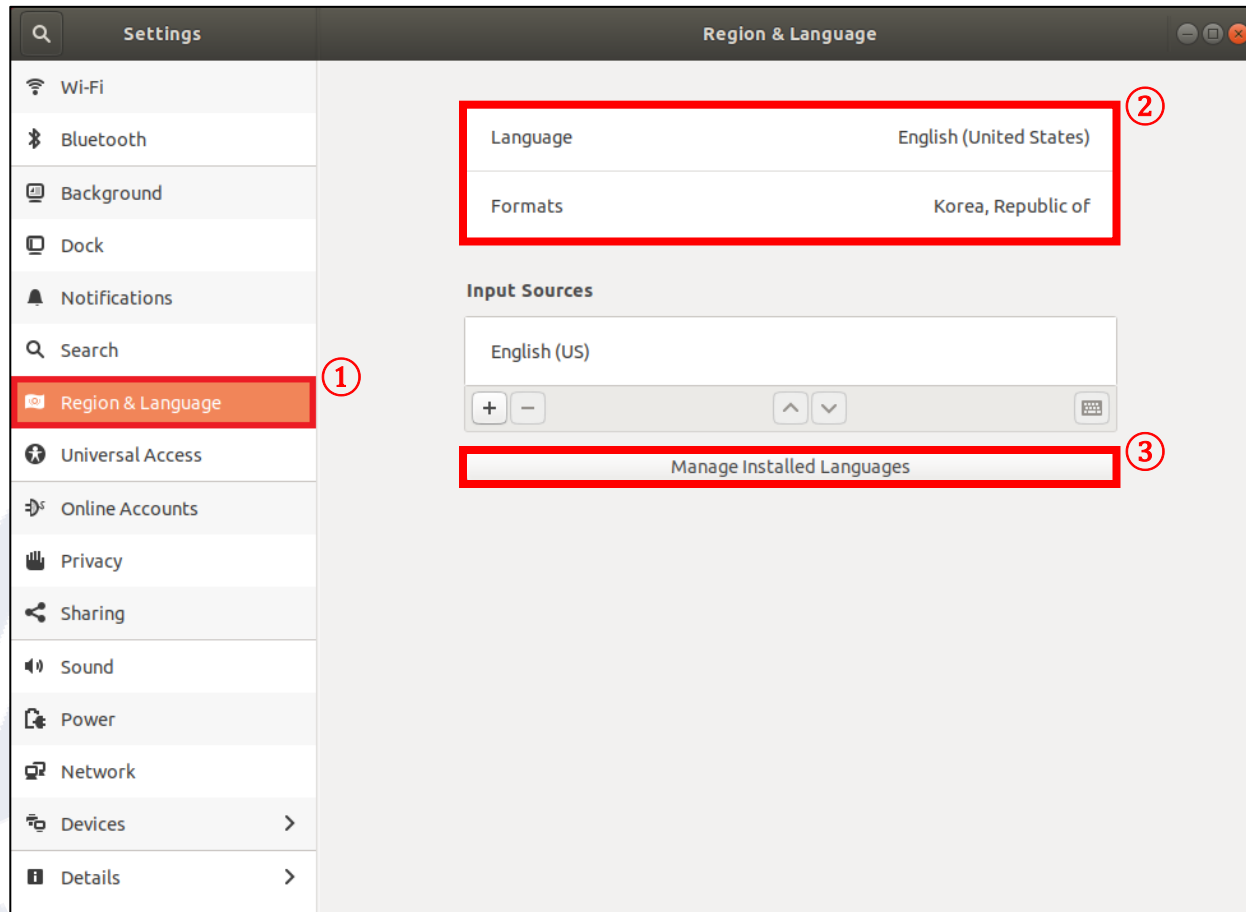 Settings
Region & Language
Wi-Fi
Bluetooth
Background
Dock
Notifications
Search
Region & Language
①
Universal Access
Online Accounts
Privacy
Sharing
Sound
Power
Network
Devices
Details
②
Language English (United States)
Formats Korea, Republic of
Input Sources
English (US)
③
Manage Installed Languages